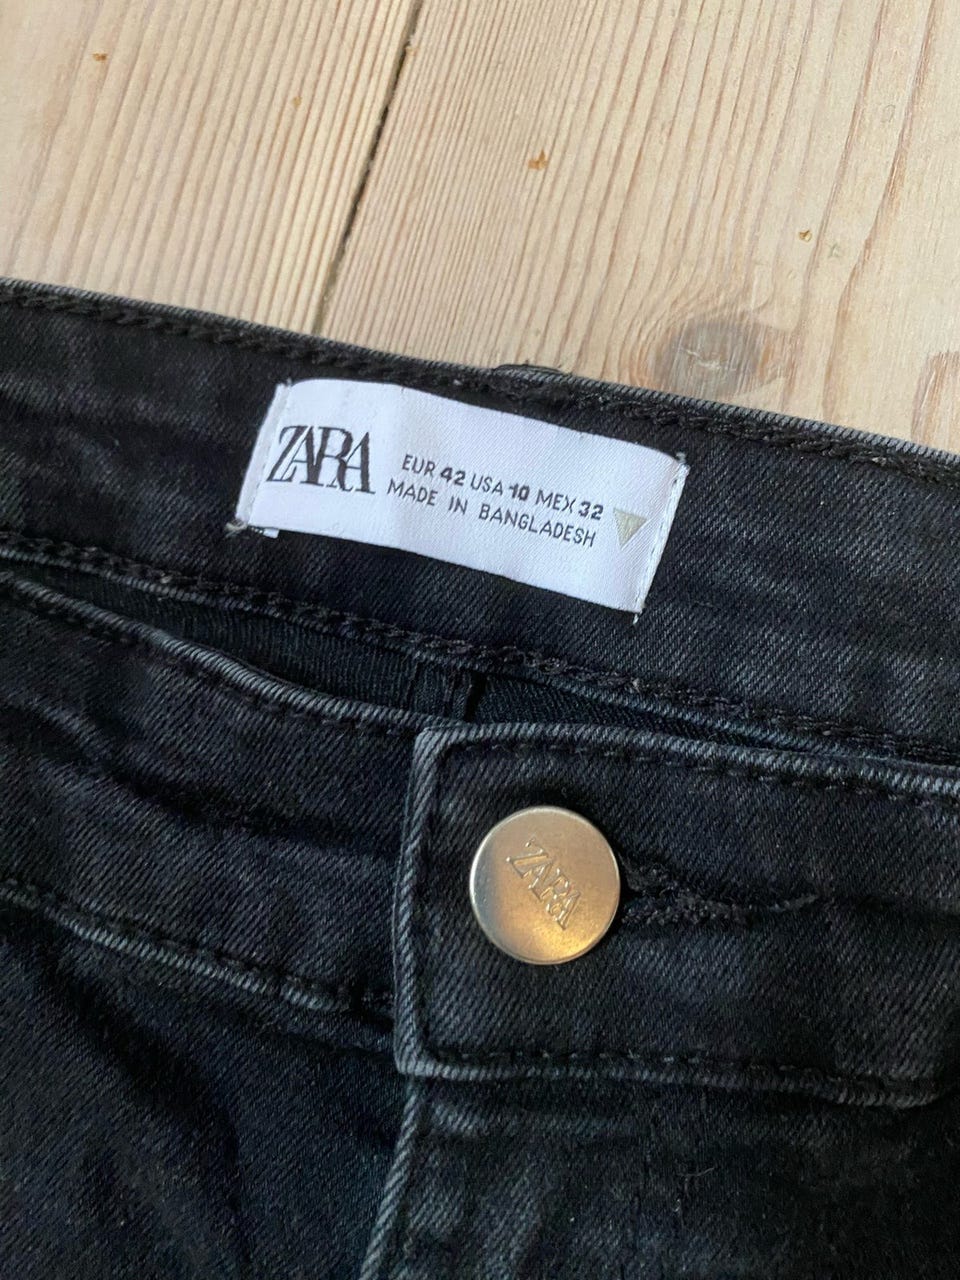 ZARA
EUR 42 USA 10 MEX 32
MADE IN BANGLADESH
ZARA